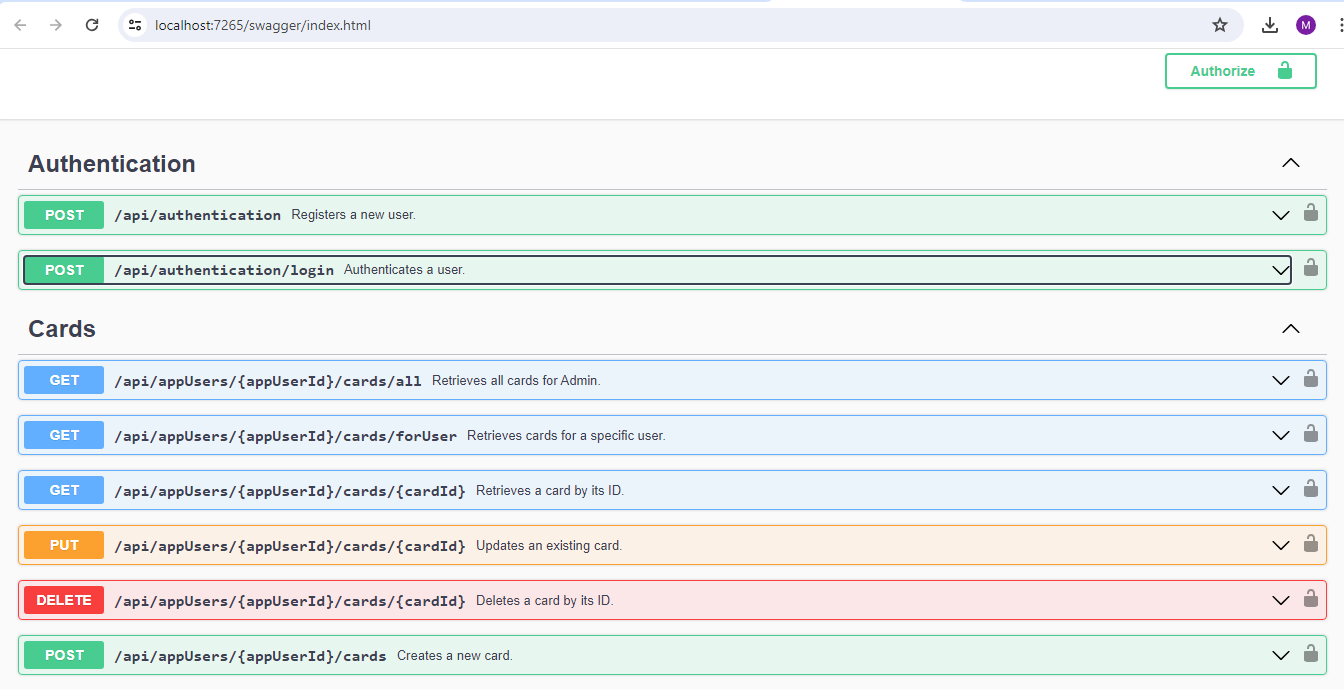 localhost:7265/swagger/index.html
M
Authorize
Authentication
POST /api/authentication Registers a new user.
POST /api/authentication/login Authenticates a user.
Cards
GET /api/appUsers/{appUserId}/cards/all Retrieves all cards for Admin.
GET /api/appUsers/{appUserId}/cards/forUser Retrieves cards for a specific user.
GET /api/appUsers/{appUserId}/cards/{cardId} Retrieves a card by its ID.
PUT /api/appUsers/{appUserId}/cards/{cardId} Updates an existing card.
DELETE /api/appUsers/{appUserId}/cards/{cardId} Deletes a card by its ID.
POST /api/appUsers/{appUserId}/cards Creates a new card.